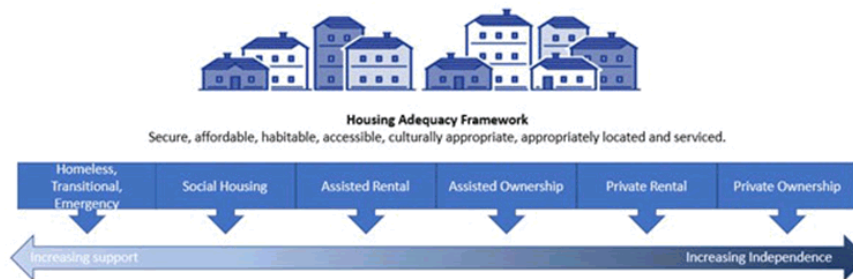 Housing Adequacy Framework
Secure, affordable, habitable, accessible, culturally appropriate, appropriately located and serviced.
Homeless,
Transitional,
Emergency
Social Housing
Assisted Rental
Assisted Ownership
Private Rental
Private Ownership
Increasing support
Increasing Independence